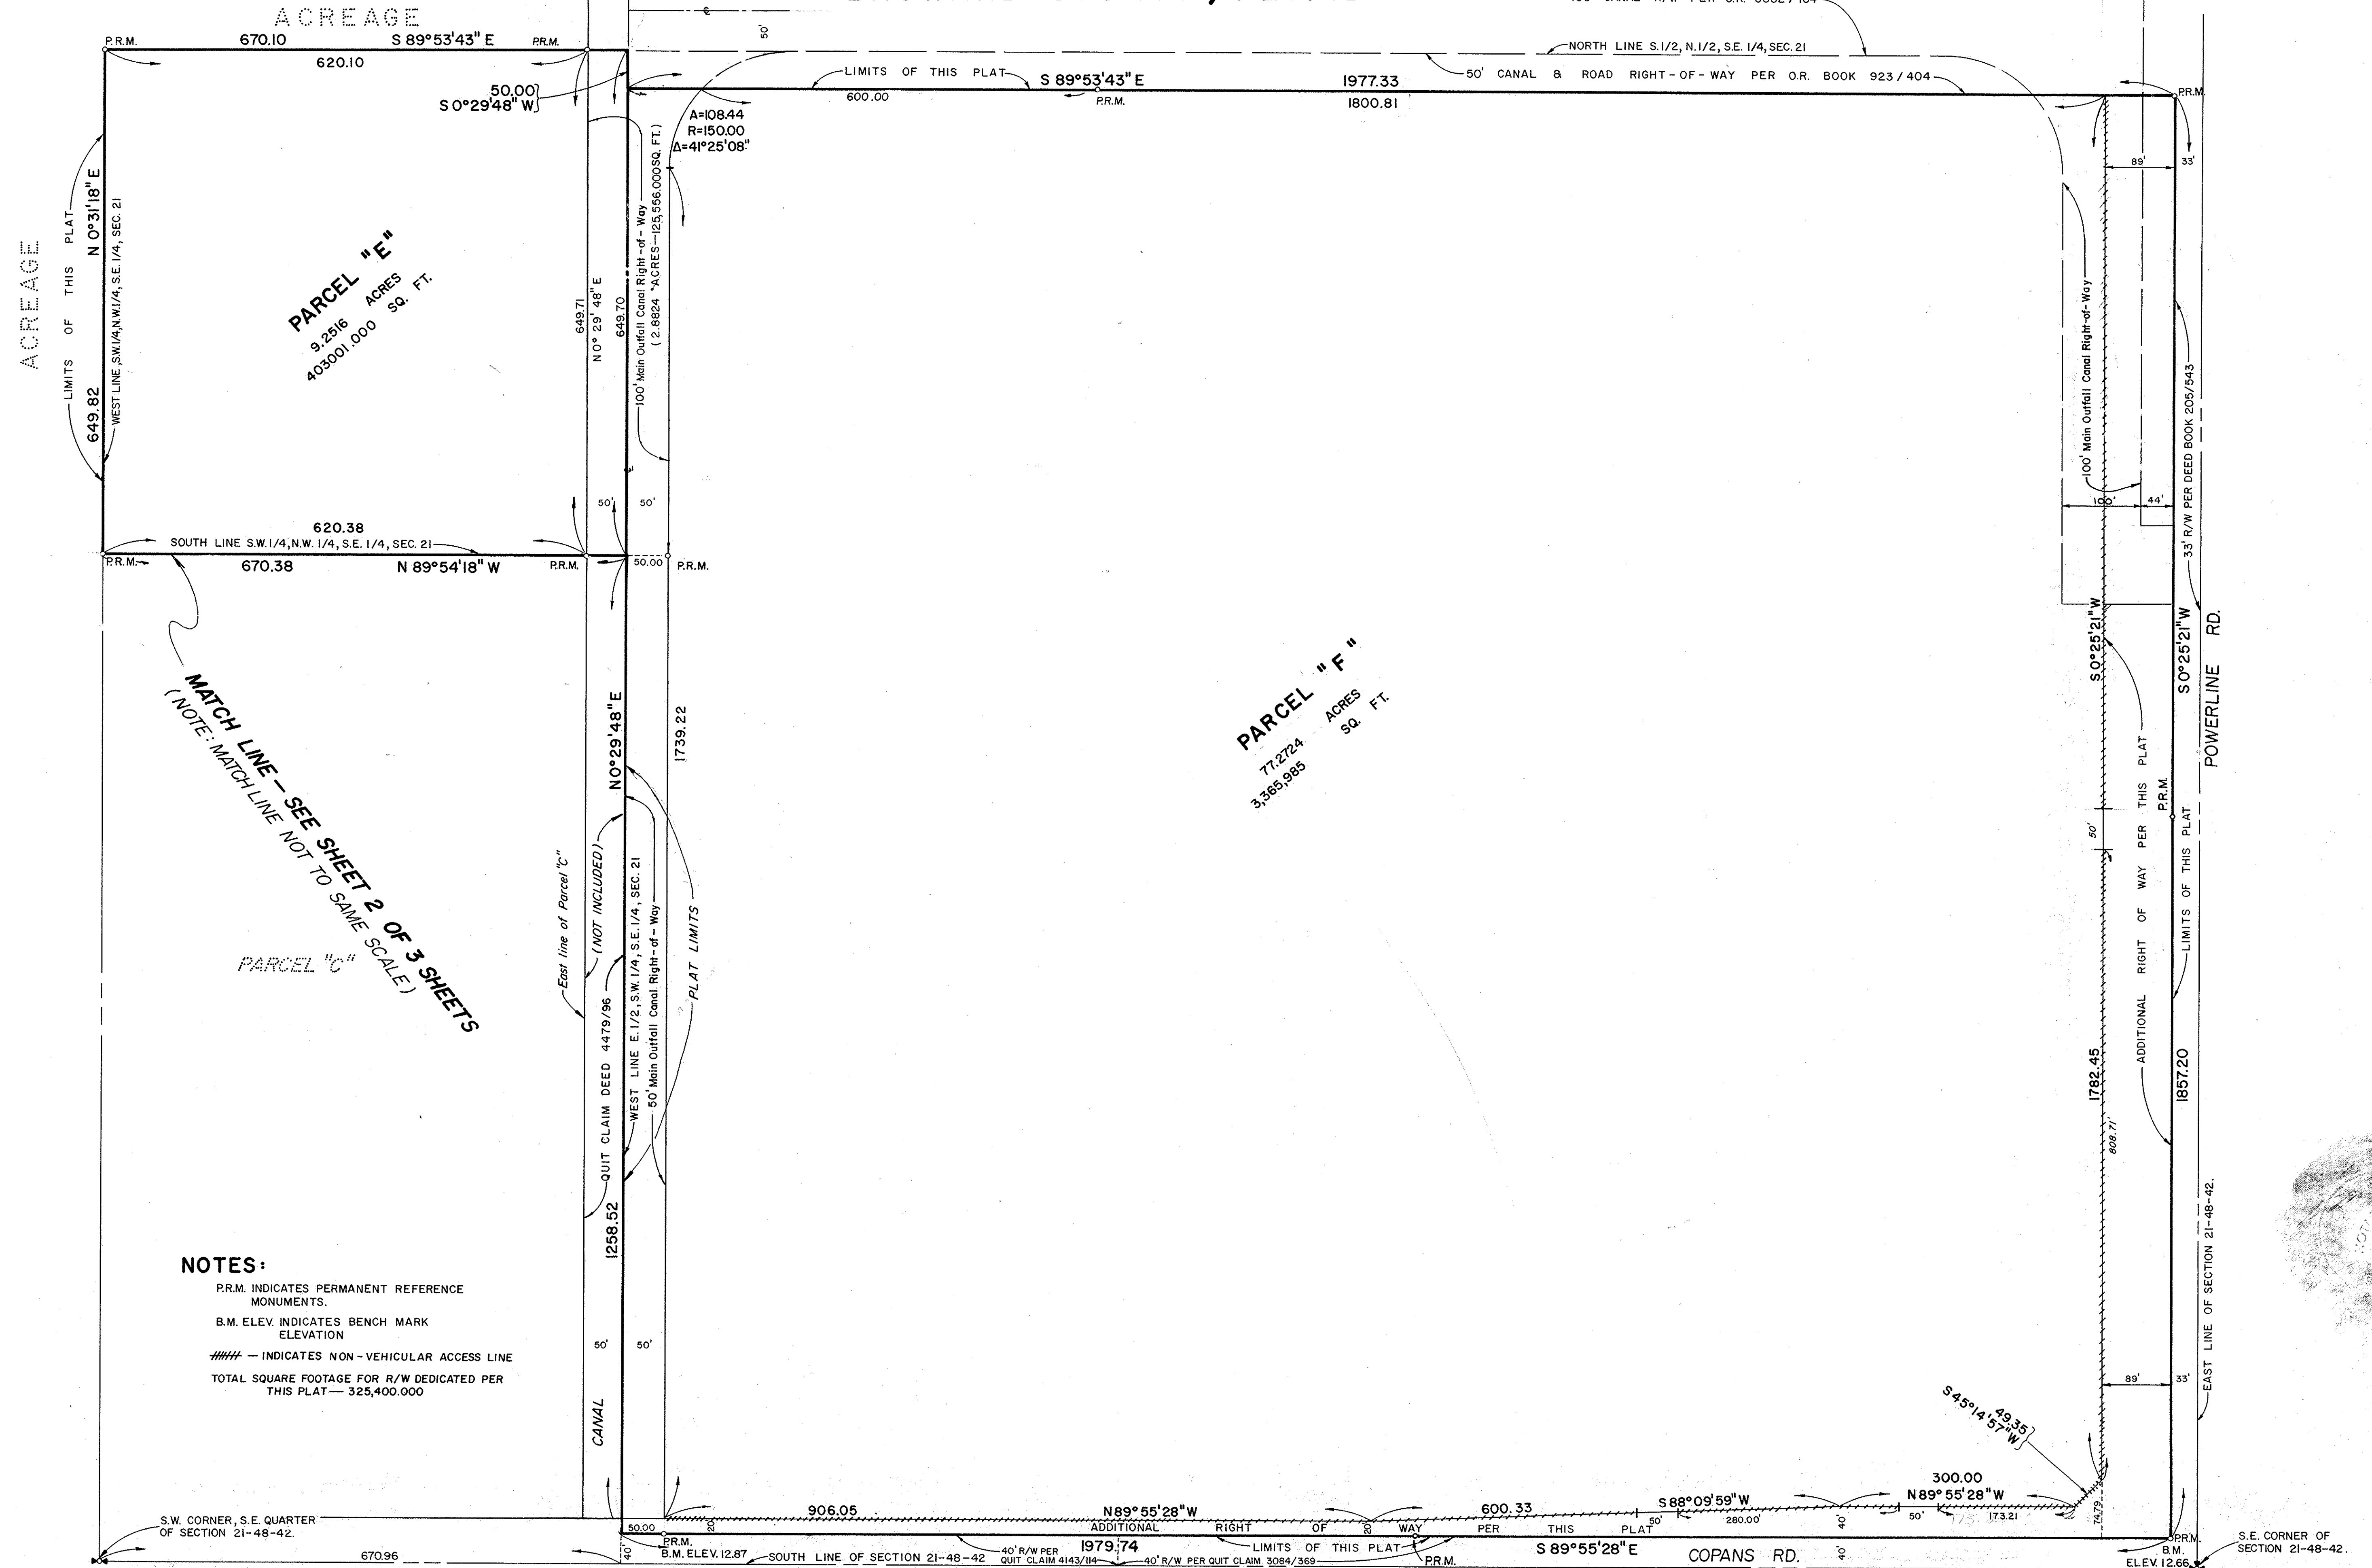 ACREAGE
P.R.M.
670.10
S 89°53'43" E
P.R.M.
620.10
50.00
S 0°29'48" W
50'
NORTH LINE S.1/2, N.1/2, S.E. 1/4, SEC. 21
LIMITS OF THIS PLAT
S 89°53'43" E
1977.33
50' CANAL & ROAD RIGHT-OF-WAY PER O.R. BOOK 923/404
600.00
P.R.M.
1800.81
P.R.M.
A=108.44
R=150.00
Δ=41°25'08"
89'
33'
ACREAGE
LIMITS OF THIS PLAT
N 0°31'18" E
649.82
WEST LINE, S.W.1/4, N.W.1/4, S.E. 1/4, SEC. 21
PARCEL "E"
9.2516 ACRES
403001.000 SQ. FT.
649.71
N 0° 29' 48" E
649.70
100' Main Outfall Canal Right-of-Way
(2.8824 ACRES—125,556.000 SQ. FT.)
50'
50'
100' Main Outfall Canal Right-of-Way
100'
44'
33' R/W PER DEED BOOK 205/543
620.38
SOUTH LINE S.W.1/4, N.W. 1/4, S.E. 1/4, SEC. 21
P.R.M.
670.38
N 89°54'18" W
P.R.M.
50.00
P.R.M.
MATCH LINE — SEE SHEET 2 OF 3 SHEETS
(NOTE: MATCH LINE NOT TO SAME SCALE)
PARCEL "C"
N 0°29'48" E
1739.22
PARCEL "F"
77.2724 ACRES
3,365,985 SQ. FT.
S 0°25'21" W
S 0°25'21" W
POWERLINE RD.
P.R.M.
50'
LIMITS OF THIS PLAT
ADDITIONAL RIGHT OF WAY PER THIS PLAT
East line of Parcel "C"
(NOT INCLUDED)
QUIT CLAIM DEED 4479/96
WEST LINE E.1/2, S.W. 1/4, S.E. 1/4, SEC. 21
50' Main Outfall Canal Right-of-Way
PLAT LIMITS
1258.52
1782.45
808.71'
1857.20
EAST LINE OF SECTION 21-48-42.
NOTES:
P.R.M. INDICATES PERMANENT REFERENCE
MONUMENTS.
B.M. ELEV. INDICATES BENCH MARK
ELEVATION
— INDICATES NON-VEHICULAR ACCESS LINE
TOTAL SQUARE FOOTAGE FOR R/W DEDICATED PER
THIS PLAT — 325,400.000
50'
50'
CANAL
89'
33'
49.35
S 45°14'57" W
S.W. CORNER, S.E. QUARTER
OF SECTION 21-48-42.
670.96
50.00
40'
P.R.M.
B.M. ELEV. 12.87
20'
906.05
N 89°55'28" W
20'
600.33
S 88°09'59" W
50'
280.00'
40'
300.00
N 89°55'28" W
50'
173.21
74.79
ADDITIONAL RIGHT OF WAY PER THIS PLAT
SOUTH LINE OF SECTION 21-48-42
40' R/W PER
QUIT CLAIM 4143/114
1979.74
40' R/W PER QUIT CLAIM 3084/369
LIMITS OF THIS PLAT
P.R.M.
S 89°55'28" E
COPANS RD.
40'
P.R.M.
B.M.
ELEV. 12.66
S.E. CORNER OF
SECTION 21-48-42.